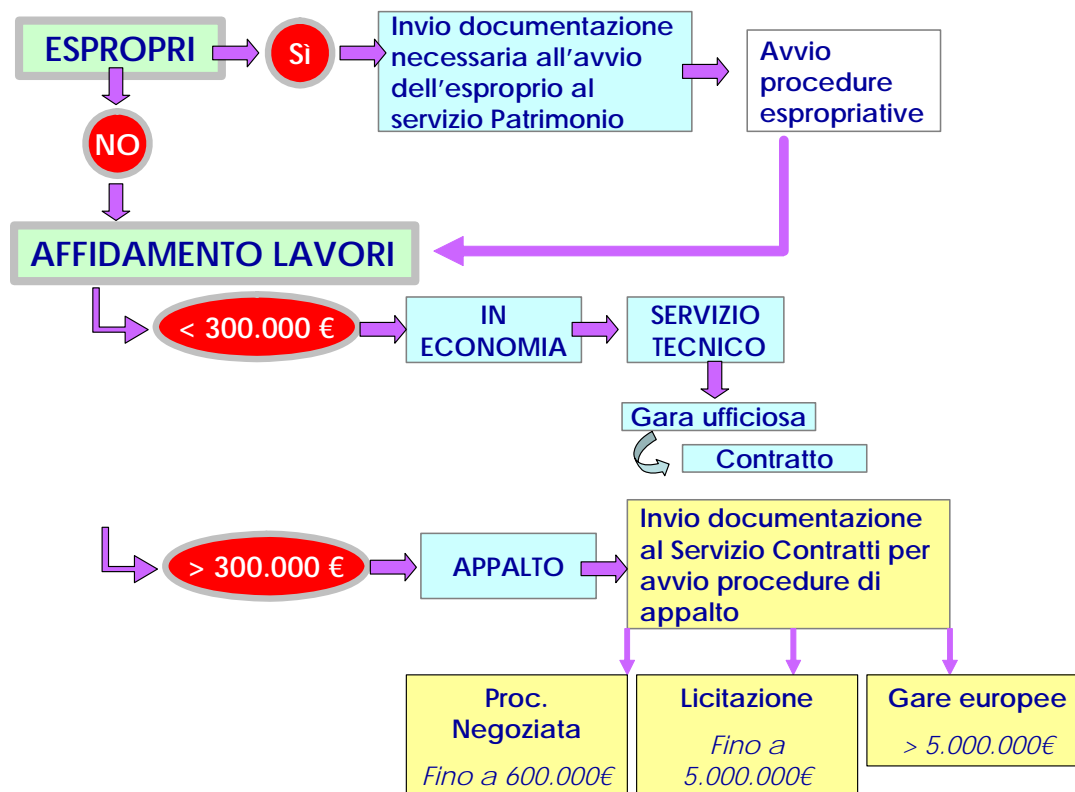 ESPROPRI
Sì
Invio documentazione
necessaria all'avvio
dell'esproprio al
servizio Patrimonio
Avvio
procedure
espropriative
NO
AFFIDAMENTO LAVORI
< 300.000 €
IN
ECONOMIA
SERVIZIO
TECNICO
Gara ufficiosa
Contratto
> 300.000 €
APPALTO
Invio documentazione
al Servizio Contratti per
avvio procedure di
appalto
Proc.
Negoziata
Fino a 600.000€
Licitazione
Fino a
5.000.000€
Gare europee
> 5.000.000€